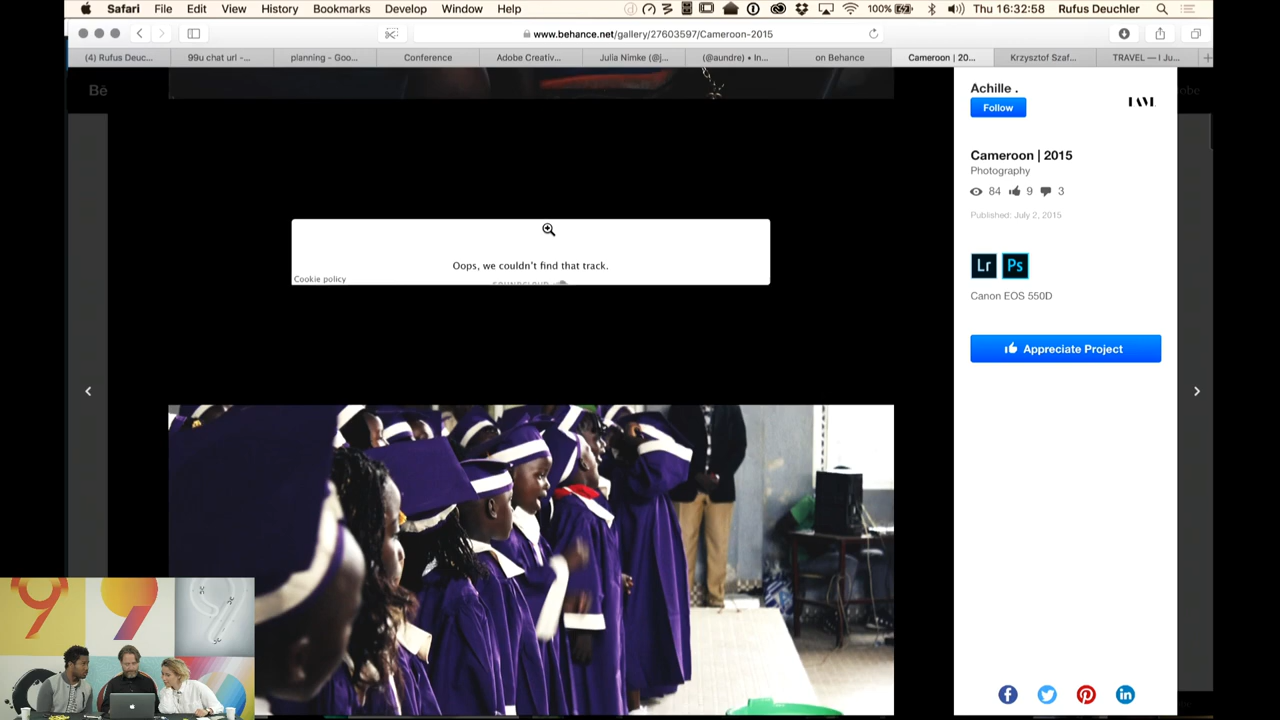 Safari File Edit View History Bookmarks Develop Window Help 100% Thu 16:32:58 Rufus Deuchler
www.behance.net/gallery/27603597/Cameroon-2015
(4) Rufus Deuc... 99u chat url -... planning - Goo... Conference Adobe Creativ... Julia Nimke (@j... (@aundre) • In... on Behance Cameroon | 20... Krzysztof Szaf... TRAVEL — I Ju...
Bē
Achille .
Follow
Cameroon | 2015
Photography
84 9 3
Published: July 2, 2015
Lr Ps
Canon EOS 550D
Appreciate Project
Oops, we couldn't find that track.
Cookie policy
SOUNDCLOUD
99